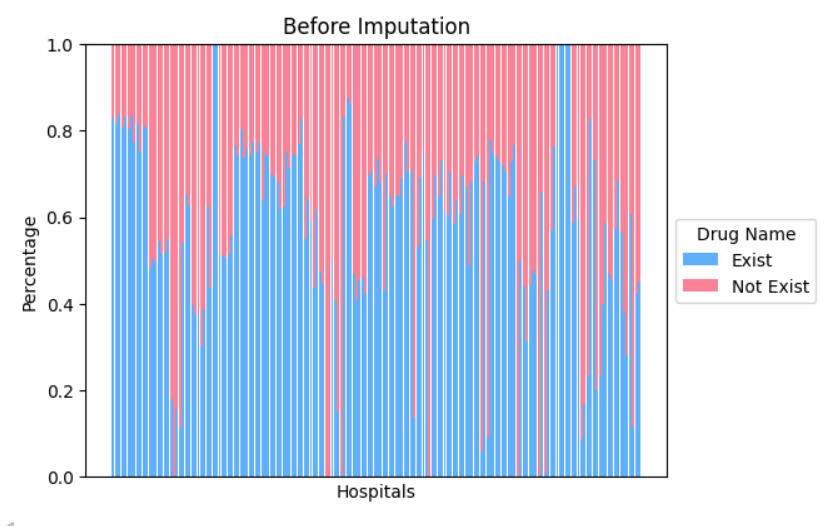 Before Imputation
1.0
0.8
0.6
0.4
0.2
0.0
Percentage
Hospitals
Drug Name
Exist
Not Exist